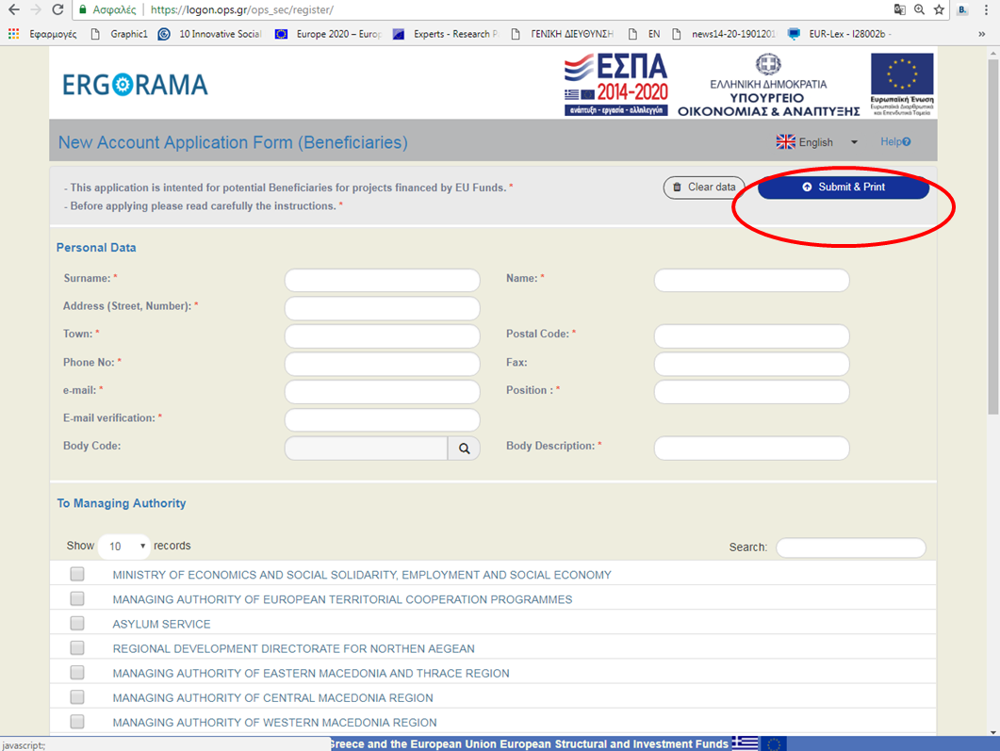 Ασφαλές | https://logon.ops.gr/ops_sec/register/
Εφαρμογές Graphic1 10 Innovative Social Europe 2020 – Europ Experts - Research P ΓΕΝΙΚΗ ΔΙΕΥΘΥΝΣΗ EN news14-20-190120 EUR-Lex - l28002b - »
ERGORAMA
ΕΣΠΑ
2014-2020
ανάπτυξη - εργασία - αλληλεγγύη
ΕΛΛΗΝΙΚΗ ΔΗΜΟΚΡΑΤΙΑ
ΥΠΟΥΡΓΕΙΟ
ΟΙΚΟΝΟΜΙΑΣ & ΑΝΑΠΤΥΞΗΣ
Ευρωπαϊκή Ένωση
Ευρωπαϊκά Διαρθρωτικά
και Επενδυτικά Ταμεία
New Account Application Form (Beneficiaries)
English
Help
- This application is intented for potential Beneficiaries for projects financed by EU Funds. *
- Before applying please read carefully the instructions. *
Clear data
Submit & Print
Personal Data
Surname: * Name: *
Address (Street, Number): *
Town: * Postal Code: *
Phone No: * Fax:
e-mail: * Position : *
E-mail verification: *
Body Code: Body Description: *
To Managing Authority
Show 10 records Search:
MINISTRY OF ECONOMICS AND SOCIAL SOLIDARITY, EMPLOYMENT AND SOCIAL ECONOMY
MANAGING AUTHORITY OF EUROPEAN TERRITORIAL COOPERATION PROGRAMMES
ASYLUM SERVICE
REGIONAL DEVELOPMENT DIRECTORATE FOR NORTHEN AEGEAN
MANAGING AUTHORITY OF EASTERN MACEDONIA AND THRACE REGION
MANAGING AUTHORITY OF CENTRAL MACEDONIA REGION
MANAGING AUTHORITY OF WESTERN MACEDONIA REGION
javascript:; Greece and the European Union European Structural and Investment Funds